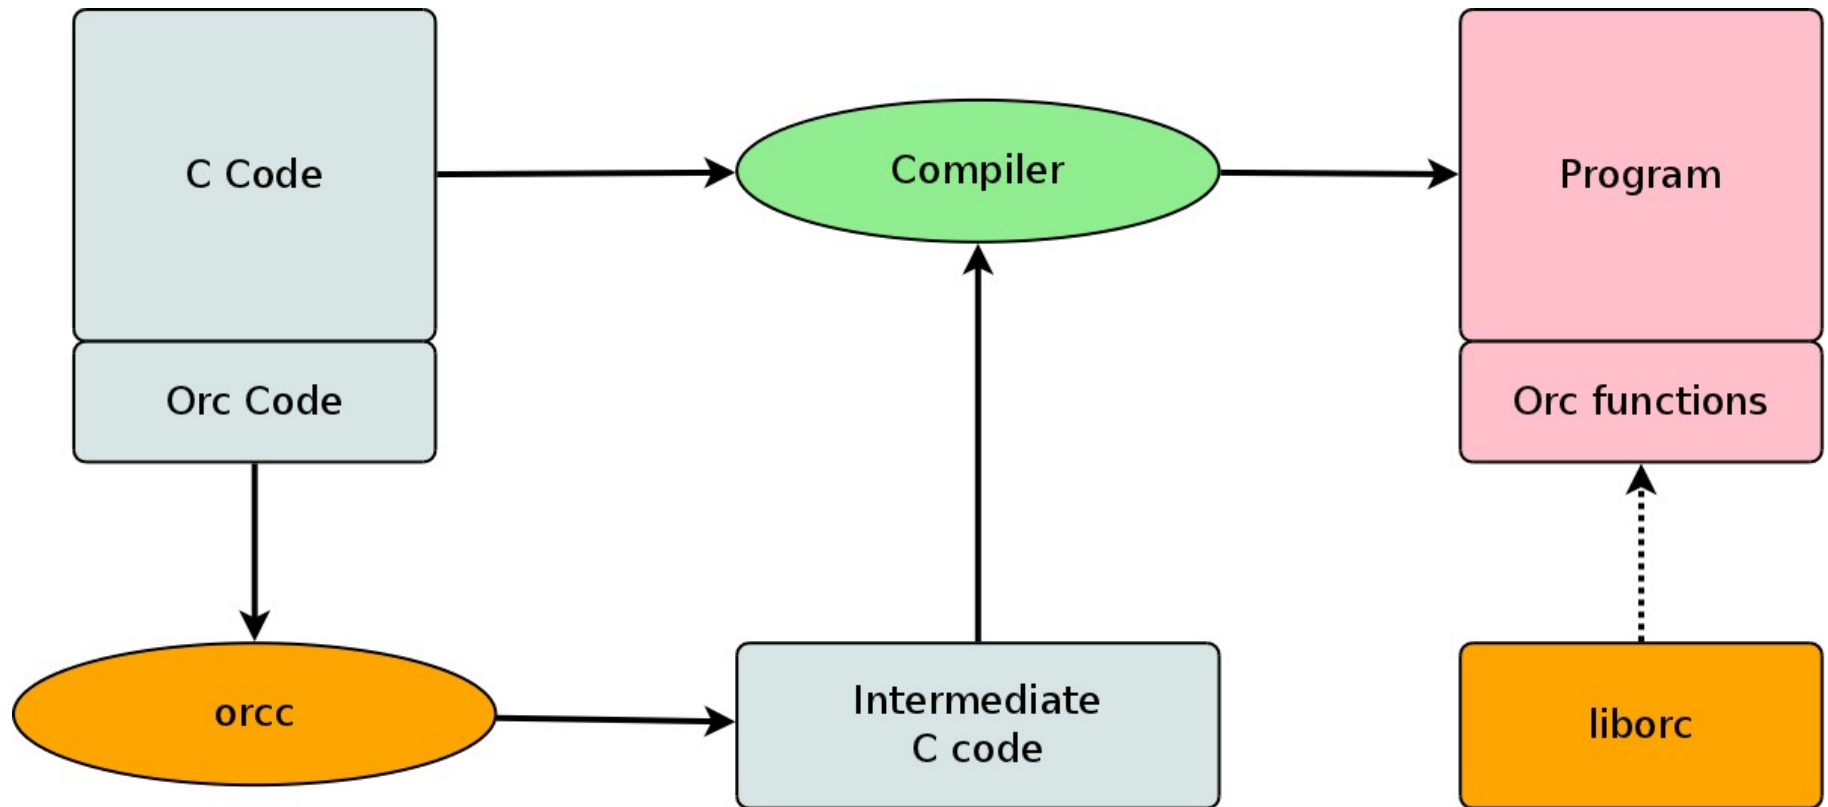 C Code
Compiler
Program
Orc Code
Orc functions
orcc
Intermediate
C code
liborc